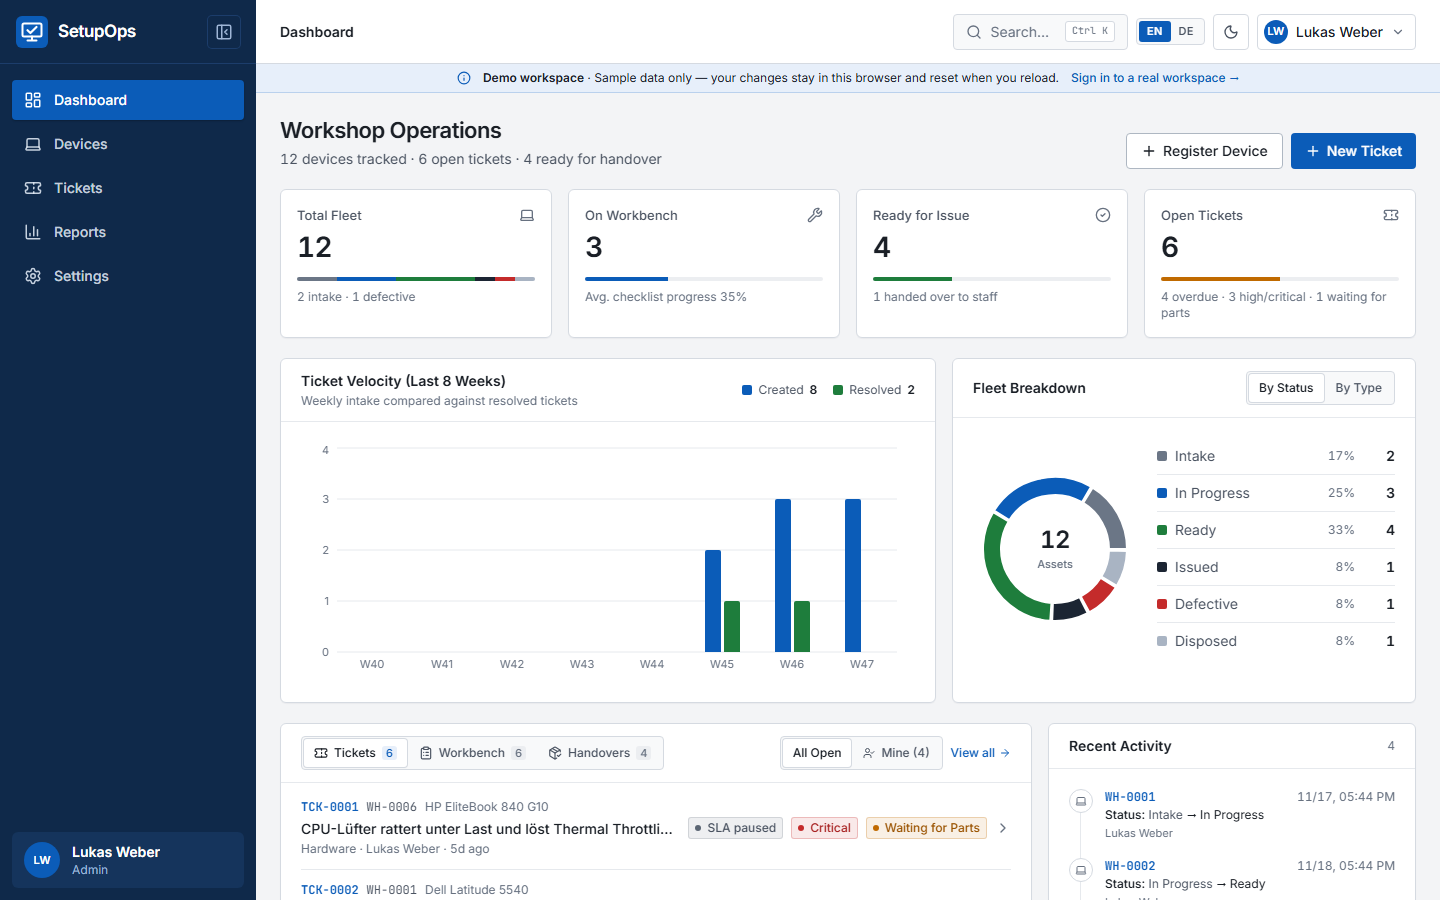 SetupOps
Dashboard
Devices
Tickets
Reports
Settings
LW
Lukas Weber
Admin
Dashboard
Search...
Ctrl K
EN
DE
LW
Lukas Weber
Demo workspace · Sample data only — your changes stay in this browser and reset when you reload. Sign in to a real workspace →
Workshop Operations
12 devices tracked · 6 open tickets · 4 ready for handover
Register Device
New Ticket
Total Fleet
12
2 intake · 1 defective
On Workbench
3
Avg. checklist progress 35%
Ready for Issue
4
1 handed over to staff
Open Tickets
6
4 overdue · 3 high/critical · 1 waiting for
parts
Ticket Velocity (Last 8 Weeks)
Weekly intake compared against resolved tickets
Created 8
Resolved 2
4
3
2
1
0
W40
W41
W42
W43
W44
W45
W46
W47
Fleet Breakdown
By Status
By Type
12
Assets
Intake 17% 2
In Progress 25% 3
Ready 33% 4
Issued 8% 1
Defective 8% 1
Disposed 8% 1
Tickets 6
Workbench 6
Handovers 4
All Open
Mine (4)
View all →
TCK-0001 WH-0006 HP EliteBook 840 G10
CPU-Lüfter rattert unter Last und löst Thermal Throttli...
SLA paused
Critical
Waiting for Parts
Hardware · Lukas Weber · 5d ago
TCK-0002 WH-0001 Dell Latitude 5540
Recent Activity
4
WH-0001
11/17, 05:44 PM
Status: Intake → In Progress
Lukas Weber
WH-0002
11/18, 05:44 PM
Status: In Progress → Ready